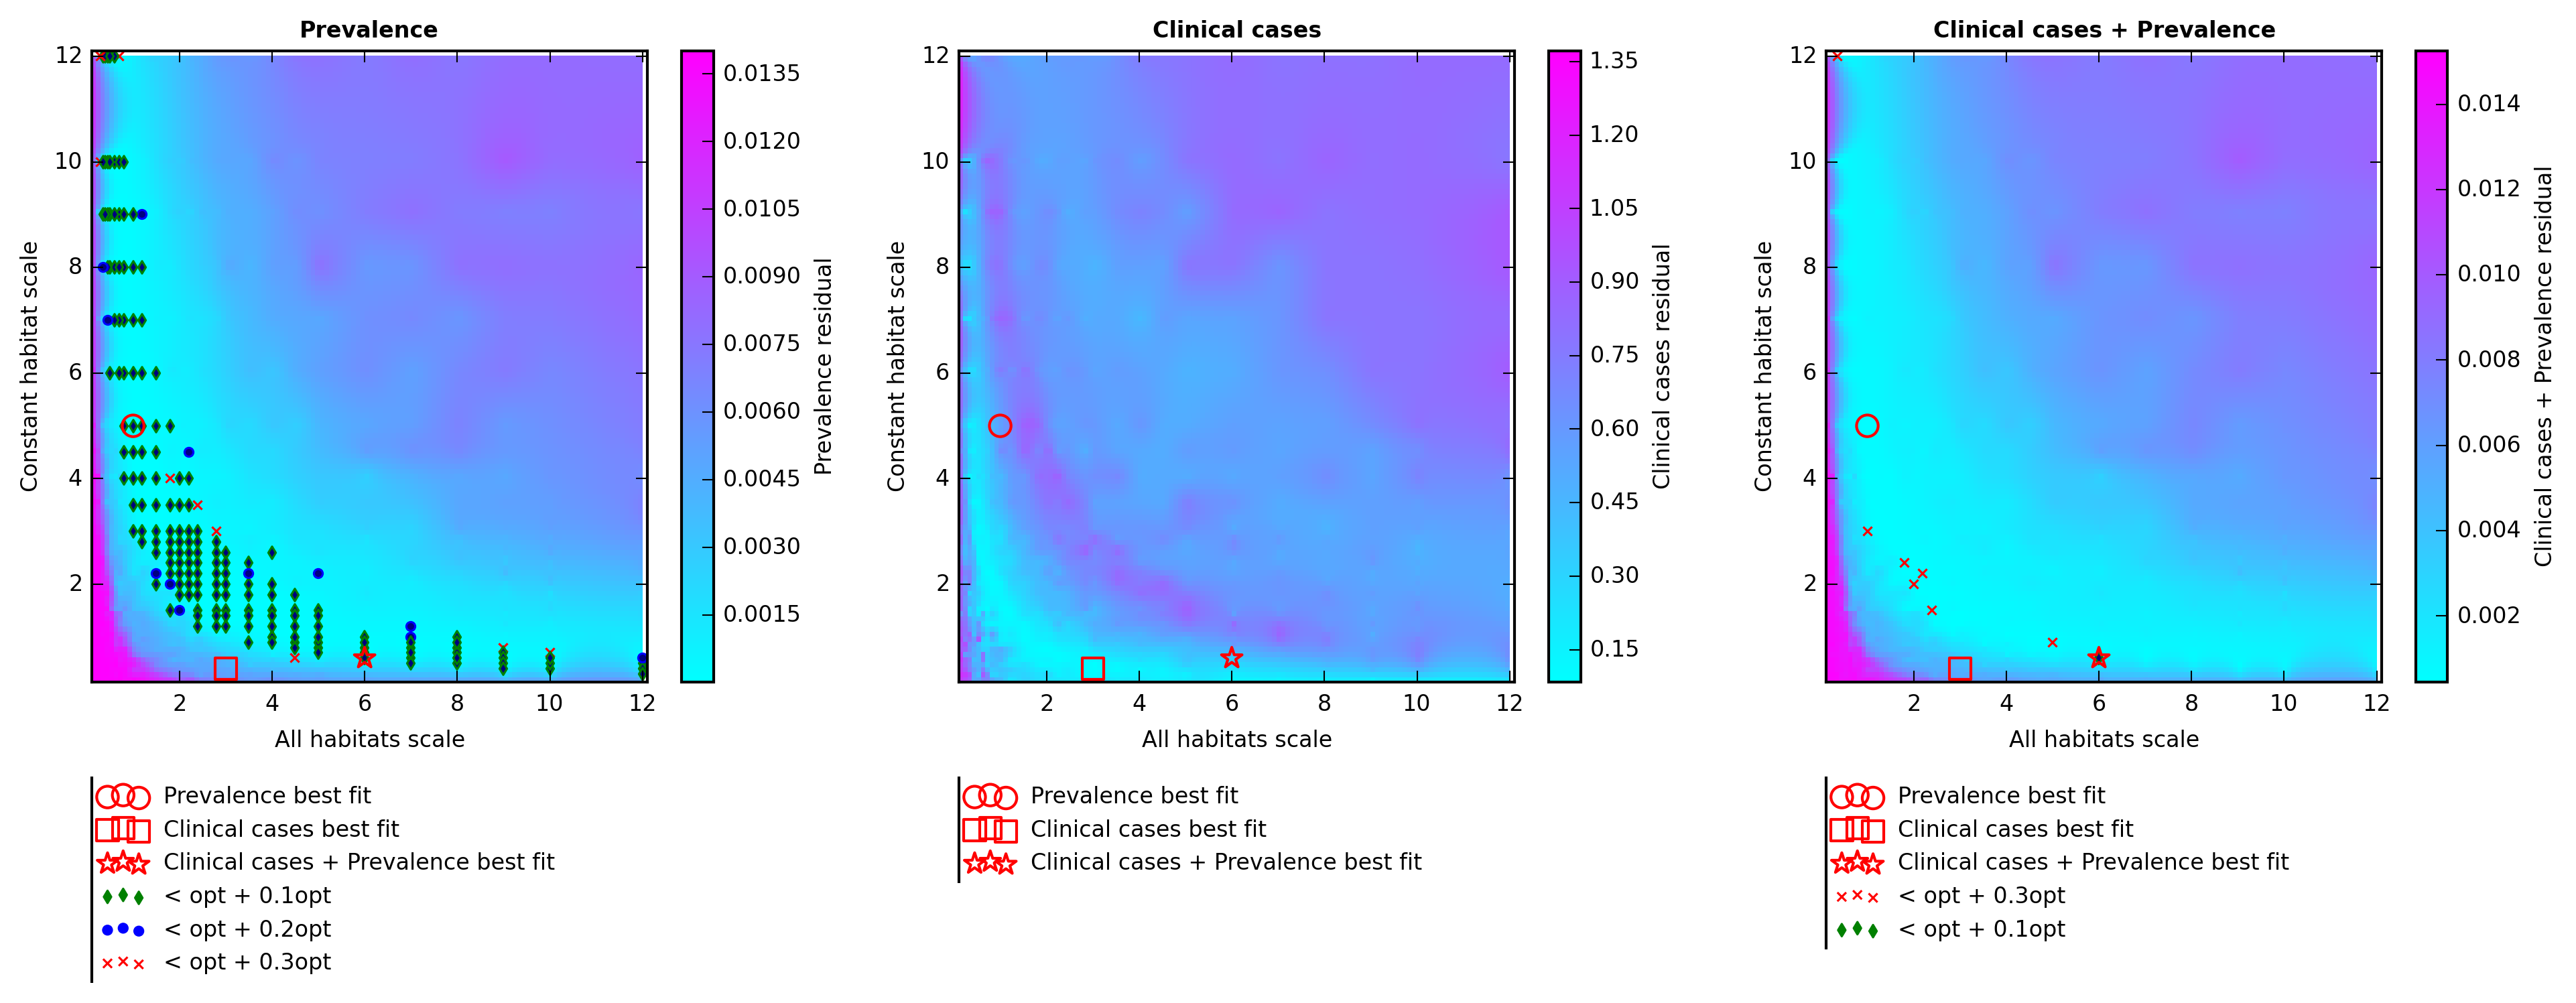 Prevalence
12
10
8
6
4
2
Constant habitat scale
2 4 6 8 10 12
All habitats scale
0.0135
0.0120
0.0105
0.0090
0.0075
0.0060
0.0045
0.0030
0.0015
Prevalence residual
Prevalence best fit
Clinical cases best fit
Clinical cases + Prevalence best fit
< opt + 0.1opt
< opt + 0.2opt
< opt + 0.3opt
Clinical cases
12
10
8
6
4
2
Constant habitat scale
2 4 6 8 10 12
All habitats scale
1.35
1.20
1.05
0.90
0.75
0.60
0.45
0.30
0.15
Clinical cases residual
Prevalence best fit
Clinical cases best fit
Clinical cases + Prevalence best fit
Clinical cases + Prevalence
12
10
8
6
4
2
Constant habitat scale
2 4 6 8 10 12
All habitats scale
0.014
0.012
0.010
0.008
0.006
0.004
0.002
Clinical cases + Prevalence residual
Prevalence best fit
Clinical cases best fit
Clinical cases + Prevalence best fit
< opt + 0.3opt
< opt + 0.1opt